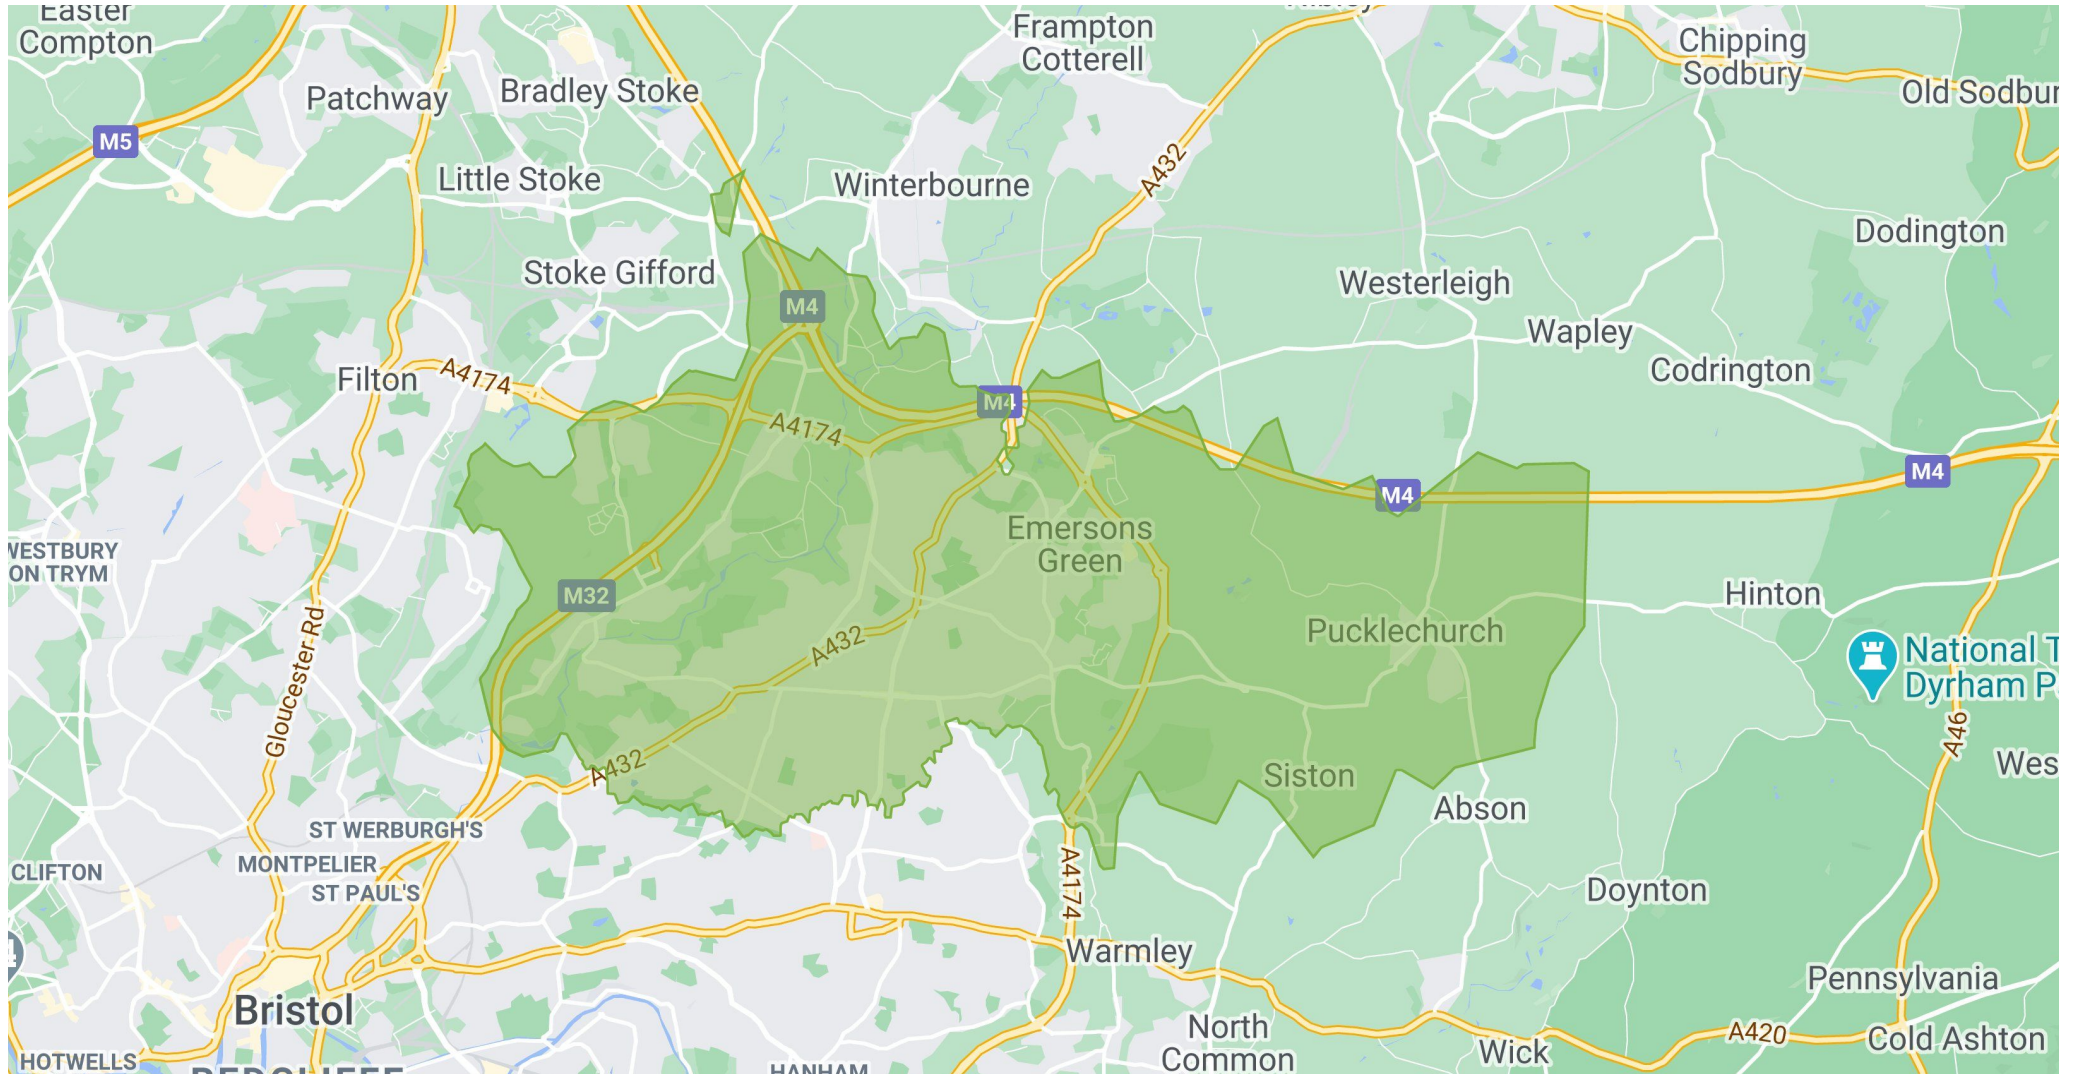 Easter
Compton
Frampton
Cotterell
Chipping
Sodbury
Old Sodbur
Patchway
Bradley Stoke
M5
A432
Little Stoke
Winterbourne
Dodington
Stoke Gifford
Westerleigh
M4
Wapley
Filton
A4174
Codrington
M4
A4174
M4
M4
Emersons
Green
WESTBURY
ON TRYM
M32
Hinton
Gloucester Rd
A432
Pucklechurch
National T
Dyrham P
A46
A432
Siston
Wes
Abson
ST WERBURGH'S
MONTPELIER
CLIFTON
ST PAUL'S
A4174
Doynton
Warmley
Pennsylvania
Bristol
North
Common
A420
Cold Ashton
Wick
HOTWELLS
REDCLIFFE
HANHAM